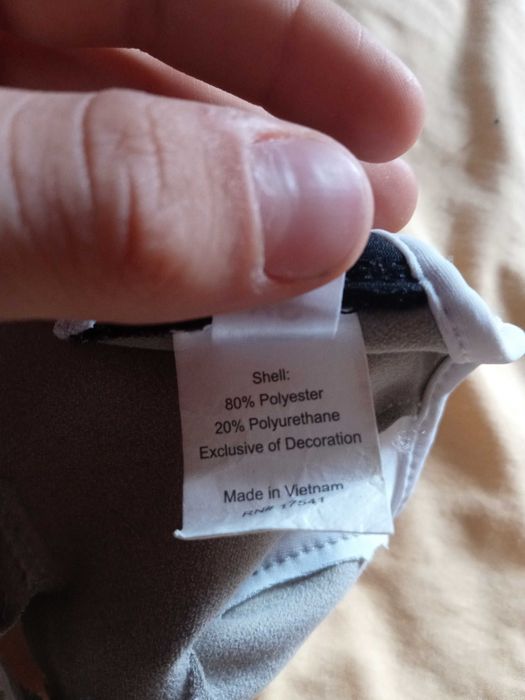 Shell:
80% Polyester
20% Polyurethane
Exclusive of Decoration
Made in Vietnam
RN# 17541